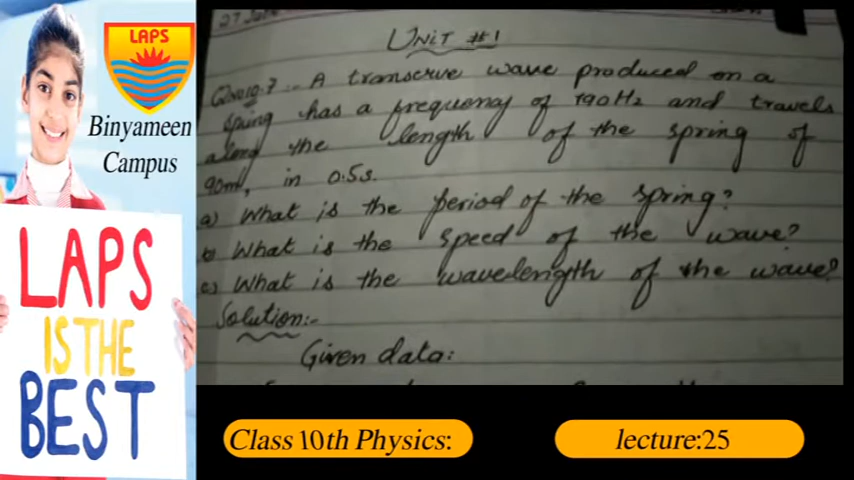 LAPS
Binyameen
Campus
LAPS
IS THE
BEST
UNiT #1
Qno10.7:- A transcrve wave produced on a
spring has a frequency of 190Hz and travels
along the length of the spring of
90m, in 0.5s.
a) What is the period of the spring?
b) What is the speed of the wave?
c) What is the wavelength of the wave?
Solution:-
Given data:
Class 10th Physics:
lecture:25